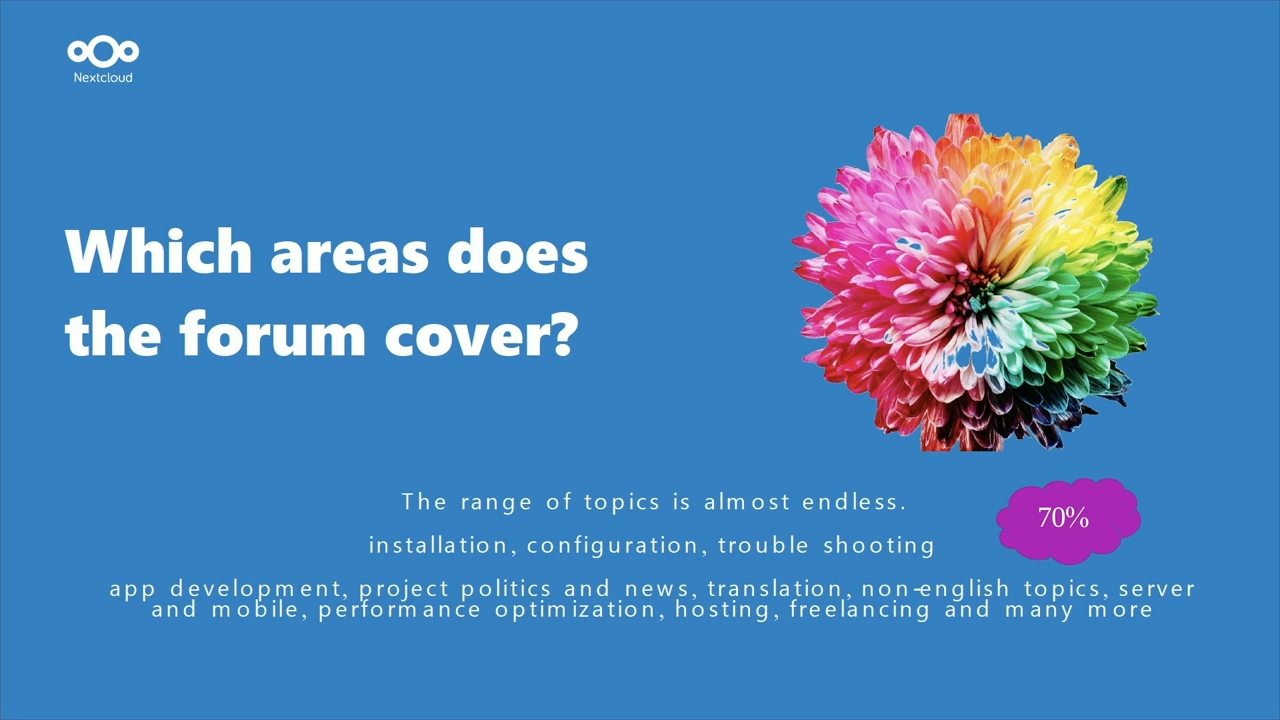 Nextcloud
Which areas does
the forum cover?
The range of topics is almost endless.
70%
installation, configuration, trouble shooting
app development, project politics and news, translation, non-english topics, server
and mobile, performance optimization, hosting, freelancing and many more